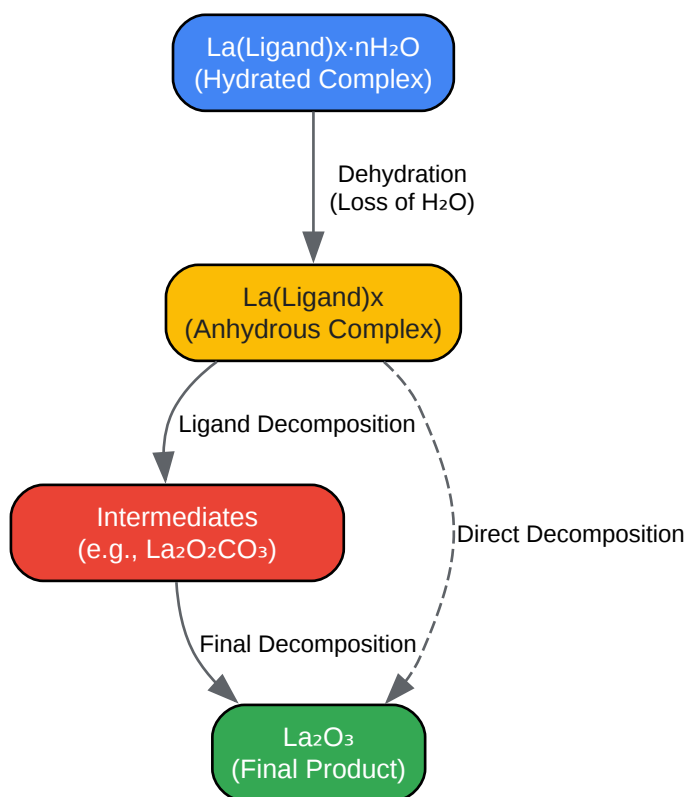 La(Ligand)x·nH₂O
(Hydrated Complex)
Dehydration
(Loss of H₂O)
La(Ligand)x
(Anhydrous Complex)
Ligand Decomposition
Intermediates
(e.g., La₂O₂CO₃)
Direct Decomposition
Final Decomposition
La₂O₃
(Final Product)